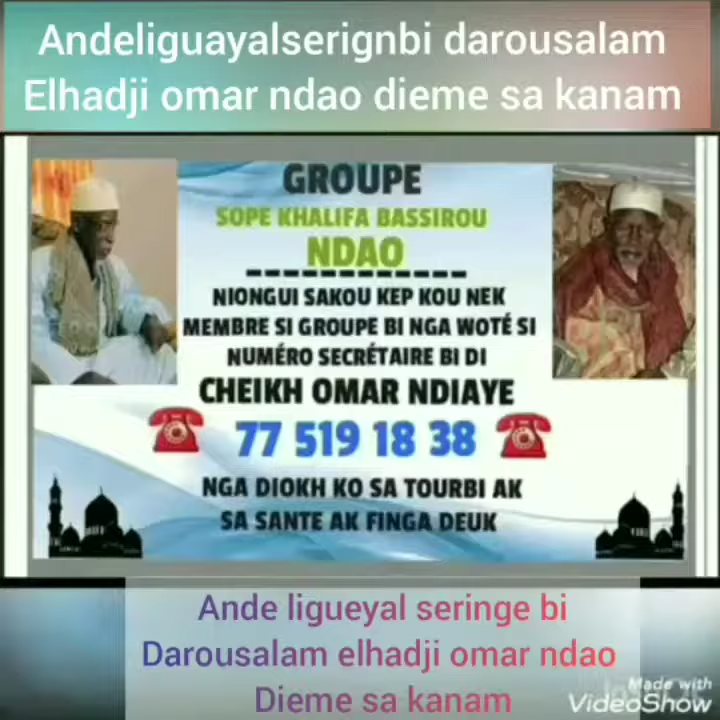 Andeliguayalserignbi darousalam
Elhadji omar ndao dieme sa kanam
GROUPE
SOPE KHALIFA BASSIROU
NDAO
NIONGUI SAKOU KEP KOU NEK
MEMBRE SI GROUPE BI NGA WOTÉ SI
NUMÉRO SECRÉTAIRE BI DI
CHEIKH OMAR NDIAYE
77 519 18 38
NGA DIOKH KO SA TOURBI AK
SA SANTE AK FINGA DEUK
Ande ligueyal seringe bi
Darousalam elhadji omar ndao
Dieme sa kanam
Made with
VideoShow